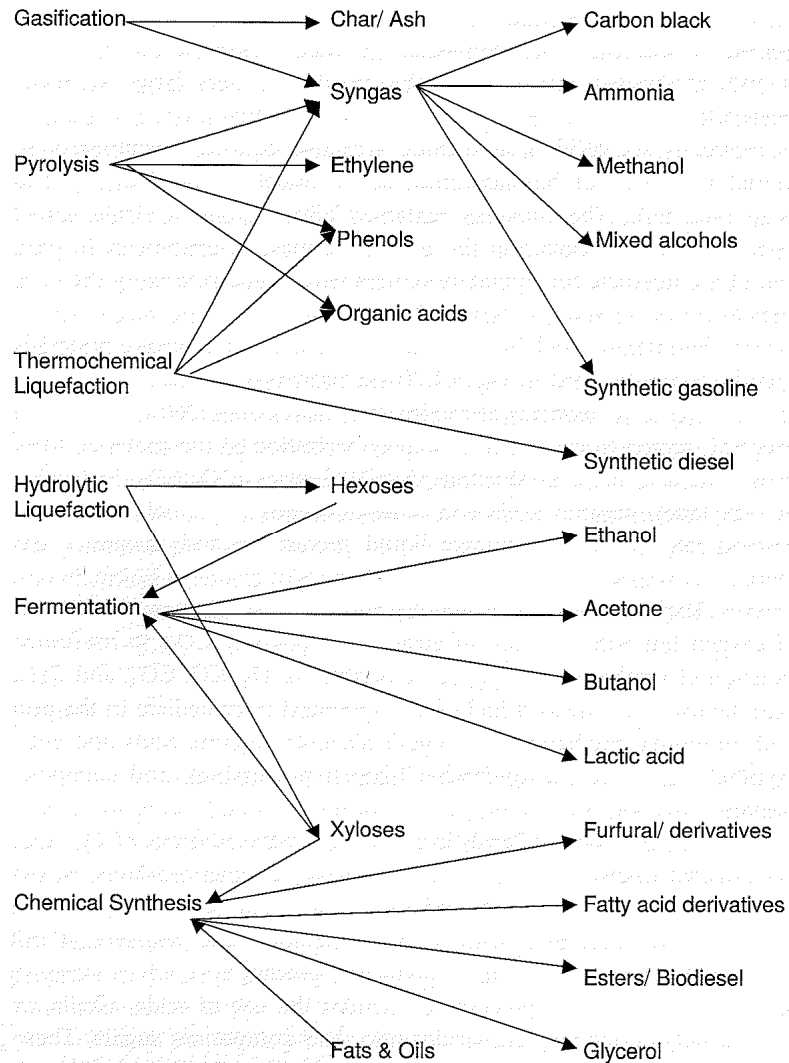 Gasification
Char/ Ash
Carbon black
Syngas
Ammonia
Pyrolysis
Ethylene
Methanol
Phenols
Mixed alcohols
Organic acids
Thermochemical
Liquefaction
Synthetic gasoline
Synthetic diesel
Hydrolytic
Liquefaction
Hexoses
Ethanol
Fermentation
Acetone
Butanol
Lactic acid
Xyloses
Furfural/ derivatives
Chemical Synthesis
Fatty acid derivatives
Esters/ Biodiesel
Fats & Oils
Glycerol